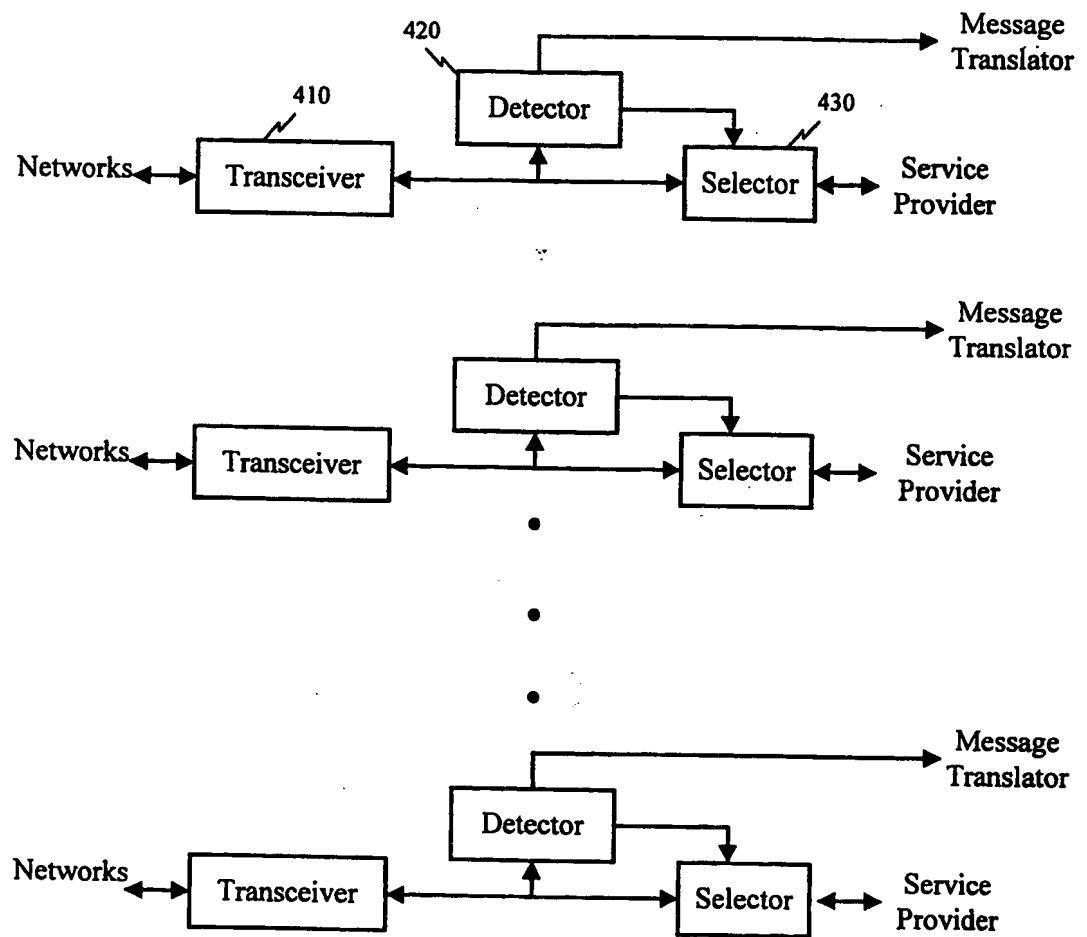 Message
Translator
420
Detector
410
430
Networks
Transceiver
Selector
Service
Provider
Message
Translator
Detector
Networks
Transceiver
Selector
Service
Provider
Message
Translator
Detector
Networks
Transceiver
Selector
Service
Provider